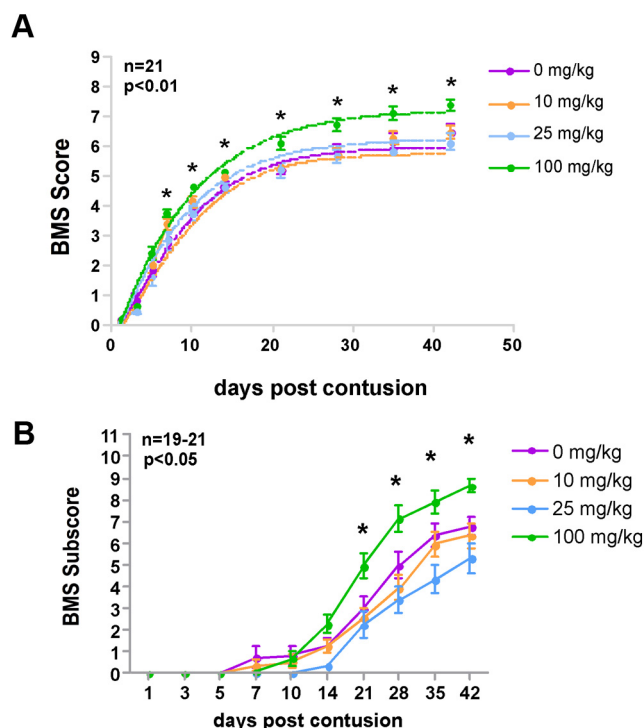 A
n=21
p<0.01
BMS Score
9
8
7
6
5
4
3
2
1
0
* * * * * * *
0 10 20 30 40 50
days post contusion
0 mg/kg
10 mg/kg
25 mg/kg
100 mg/kg
B
n=19-21
p<0.05
BMS Subscore
11
10
9
8
7
6
5
4
3
2
1
0
* * * *
1 3 5 7 10 14 21 28 35 42
days post contusion
0 mg/kg
10 mg/kg
25 mg/kg
100 mg/kg